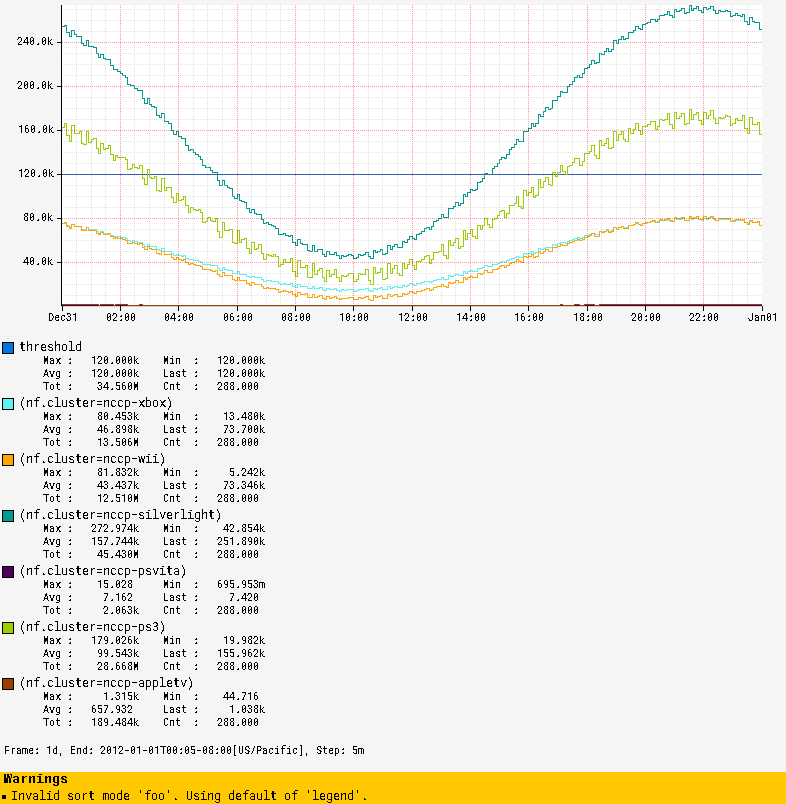 240.0k
200.0k
160.0k
120.0k
80.0k
40.0k
Dec31 02:00 04:00 06:00 08:00 10:00 12:00 14:00 16:00 18:00 20:00 22:00 Jan01
threshold
Max : 120.000k Min : 120.000k
Avg : 120.000k Last : 120.000k
Tot : 34.560M Cnt : 288.000
(nf.cluster=nccp-xbox)
Max : 80.453k Min : 13.480k
Avg : 46.898k Last : 73.700k
Tot : 13.506M Cnt : 288.000
(nf.cluster=nccp-wii)
Max : 81.832k Min : 5.242k
Avg : 43.437k Last : 73.346k
Tot : 12.510M Cnt : 288.000
(nf.cluster=nccp-silverlight)
Max : 272.974k Min : 42.854k
Avg : 157.744k Last : 251.890k
Tot : 45.430M Cnt : 288.000
(nf.cluster=nccp-psvita)
Max : 15.028 Min : 695.953m
Avg : 7.162 Last : 7.420
Tot : 2.063k Cnt : 288.000
(nf.cluster=nccp-ps3)
Max : 179.026k Min : 19.982k
Avg : 99.543k Last : 155.962k
Tot : 28.668M Cnt : 288.000
(nf.cluster=nccp-appletv)
Max : 1.315k Min : 44.716
Avg : 657.932 Last : 1.038k
Tot : 189.484k Cnt : 288.000
Frame: 1d, End: 2012-01-01T00:05-08:00[US/Pacific], Step: 5m
Warnings
▪ Invalid sort mode 'foo'. Using default of 'legend'.